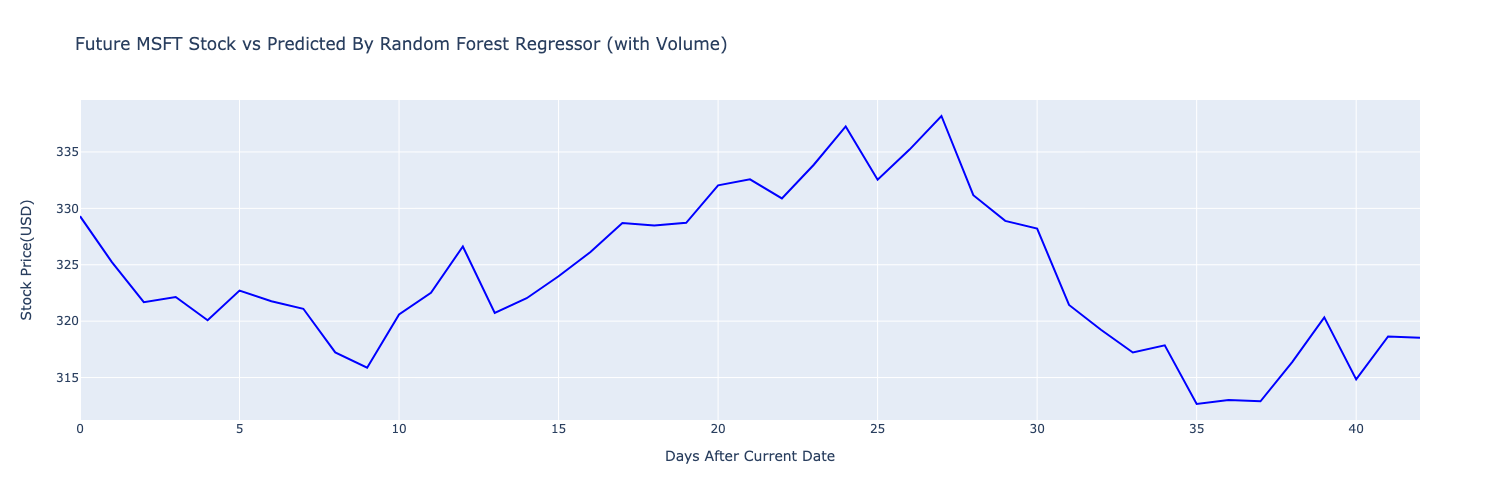 Future MSFT Stock vs Predicted By Random Forest Regressor (with Volume)
Stock Price(USD)
335
330
325
320
315
0 5 10 15 20 25 30 35 40
Days After Current Date